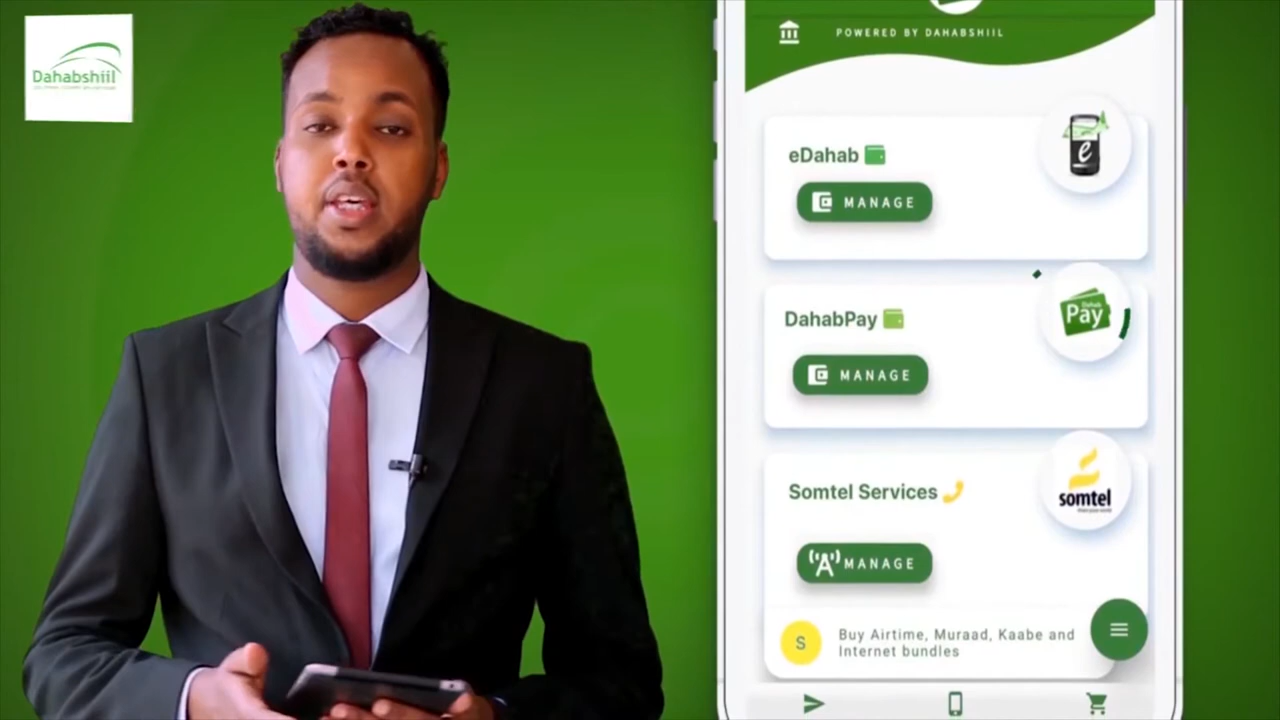 Dahabshiil
POWERED BY DAHABSHIIL
eDahab
e
MANAGE
DahabPay
Dahab
Pay
MANAGE
Somtel Services
somtel
MANAGE
S
Buy Airtime, Muraad, Kaabe and
Internet bundles